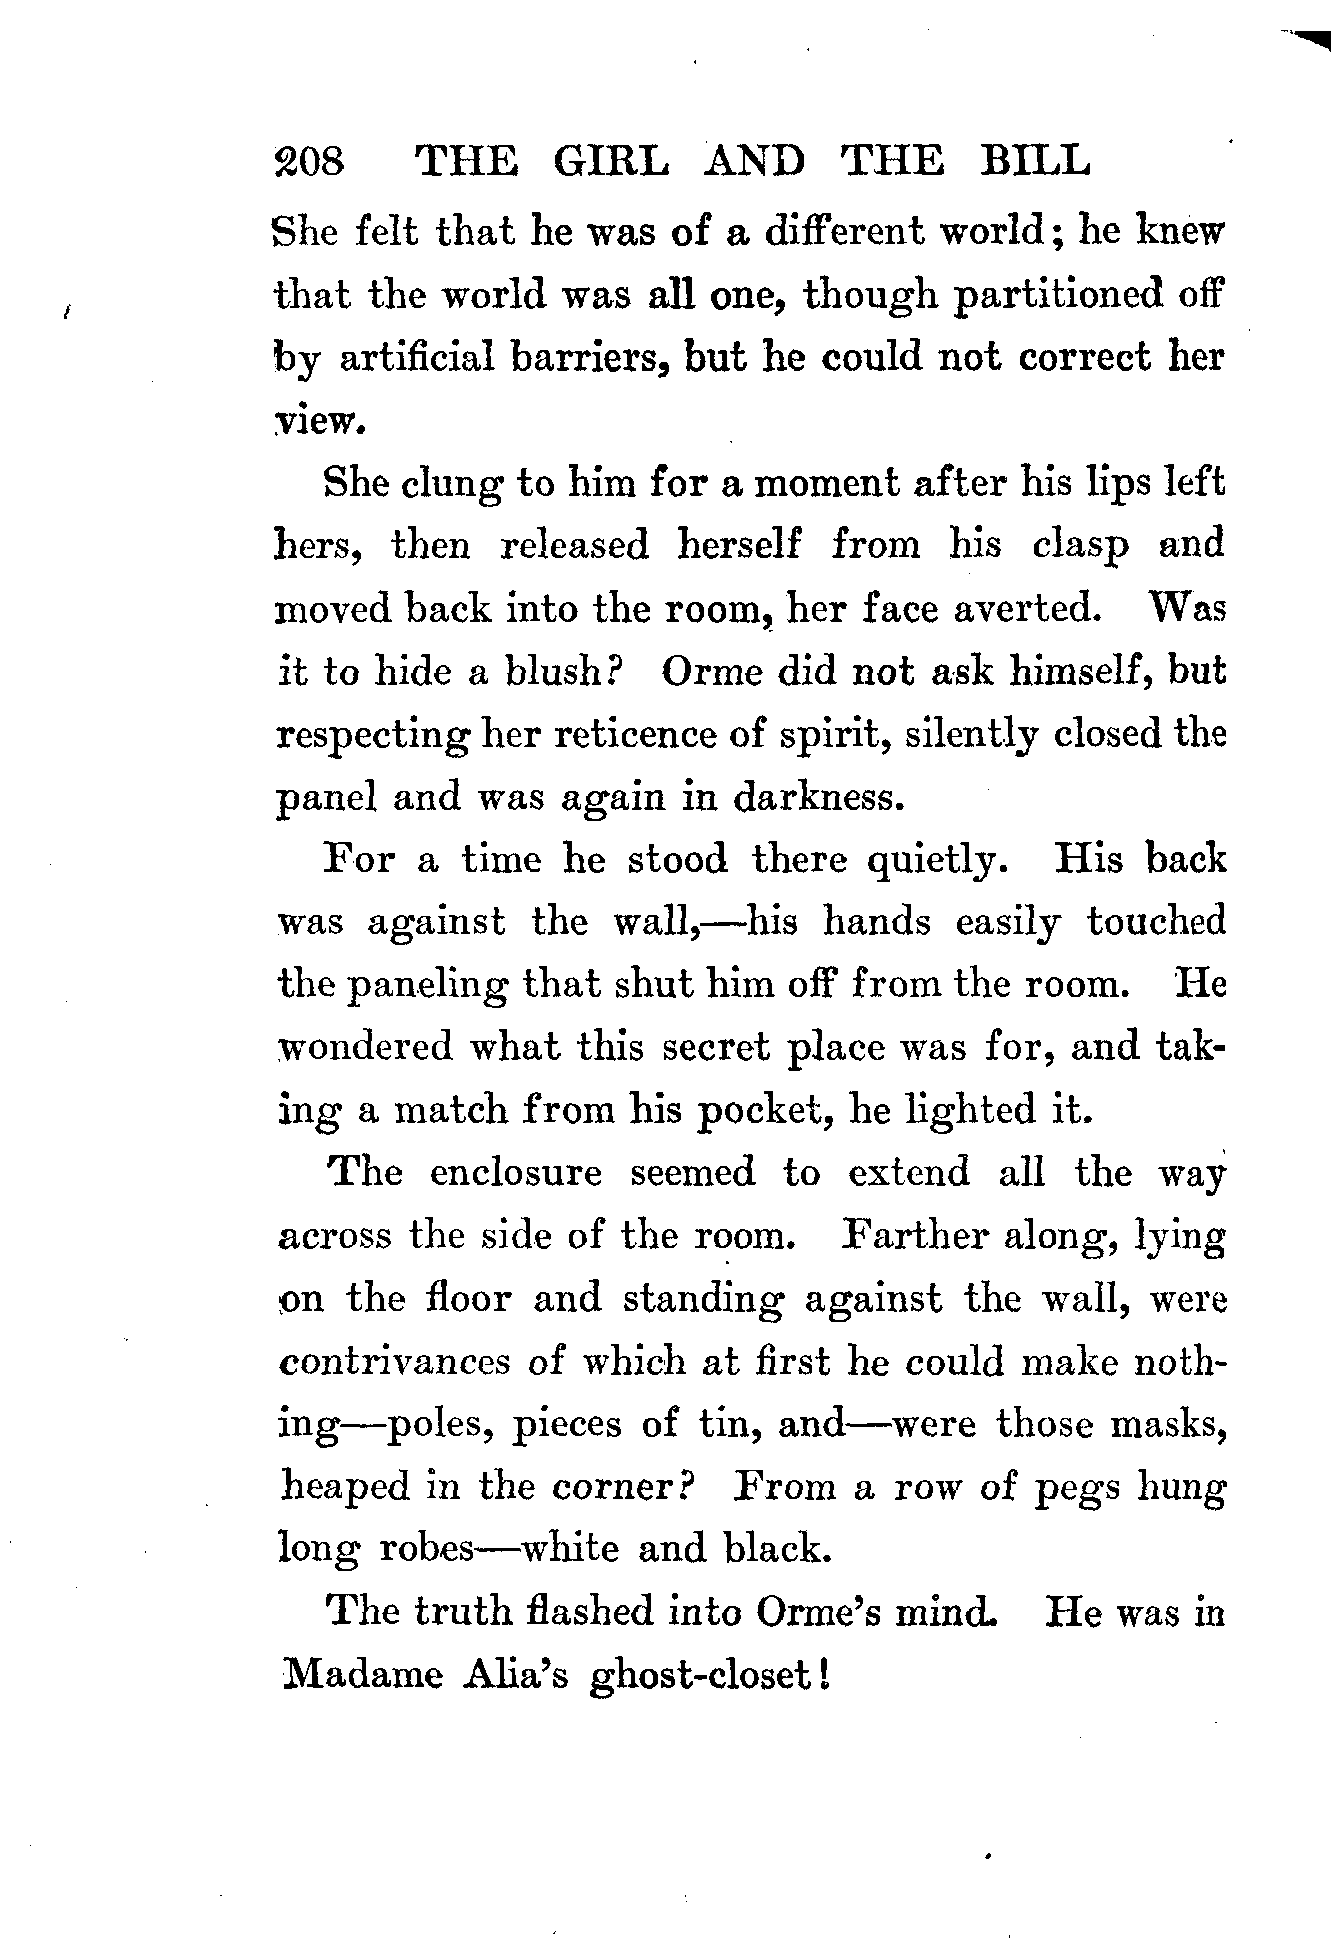 208 THE GIRL AND THE BILL
She felt that he was of a different world; he knew
that the world was all one, though partitioned off
by artificial barriers, but he could not correct her
view.
She clung to him for a moment after his lips left
hers, then released herself from his clasp and
moved back into the room, her face averted. Was
it to hide a blush? Orme did not ask himself, but
respecting her reticence of spirit, silently closed the
panel and was again in darkness.
For a time he stood there quietly. His back
was against the wall,—his hands easily touched
the paneling that shut him off from the room. He
wondered what this secret place was for, and tak-
ing a match from his pocket, he lighted it.
The enclosure seemed to extend all the way
across the side of the room. Farther along, lying
on the floor and standing against the wall, were
contrivances of which at first he could make noth-
ing—poles, pieces of tin, and—were those masks,
heaped in the corner? From a row of pegs hung
long robes—white and black.
The truth flashed into Orme's mind. He was in
Madame Alia's ghost-closet!